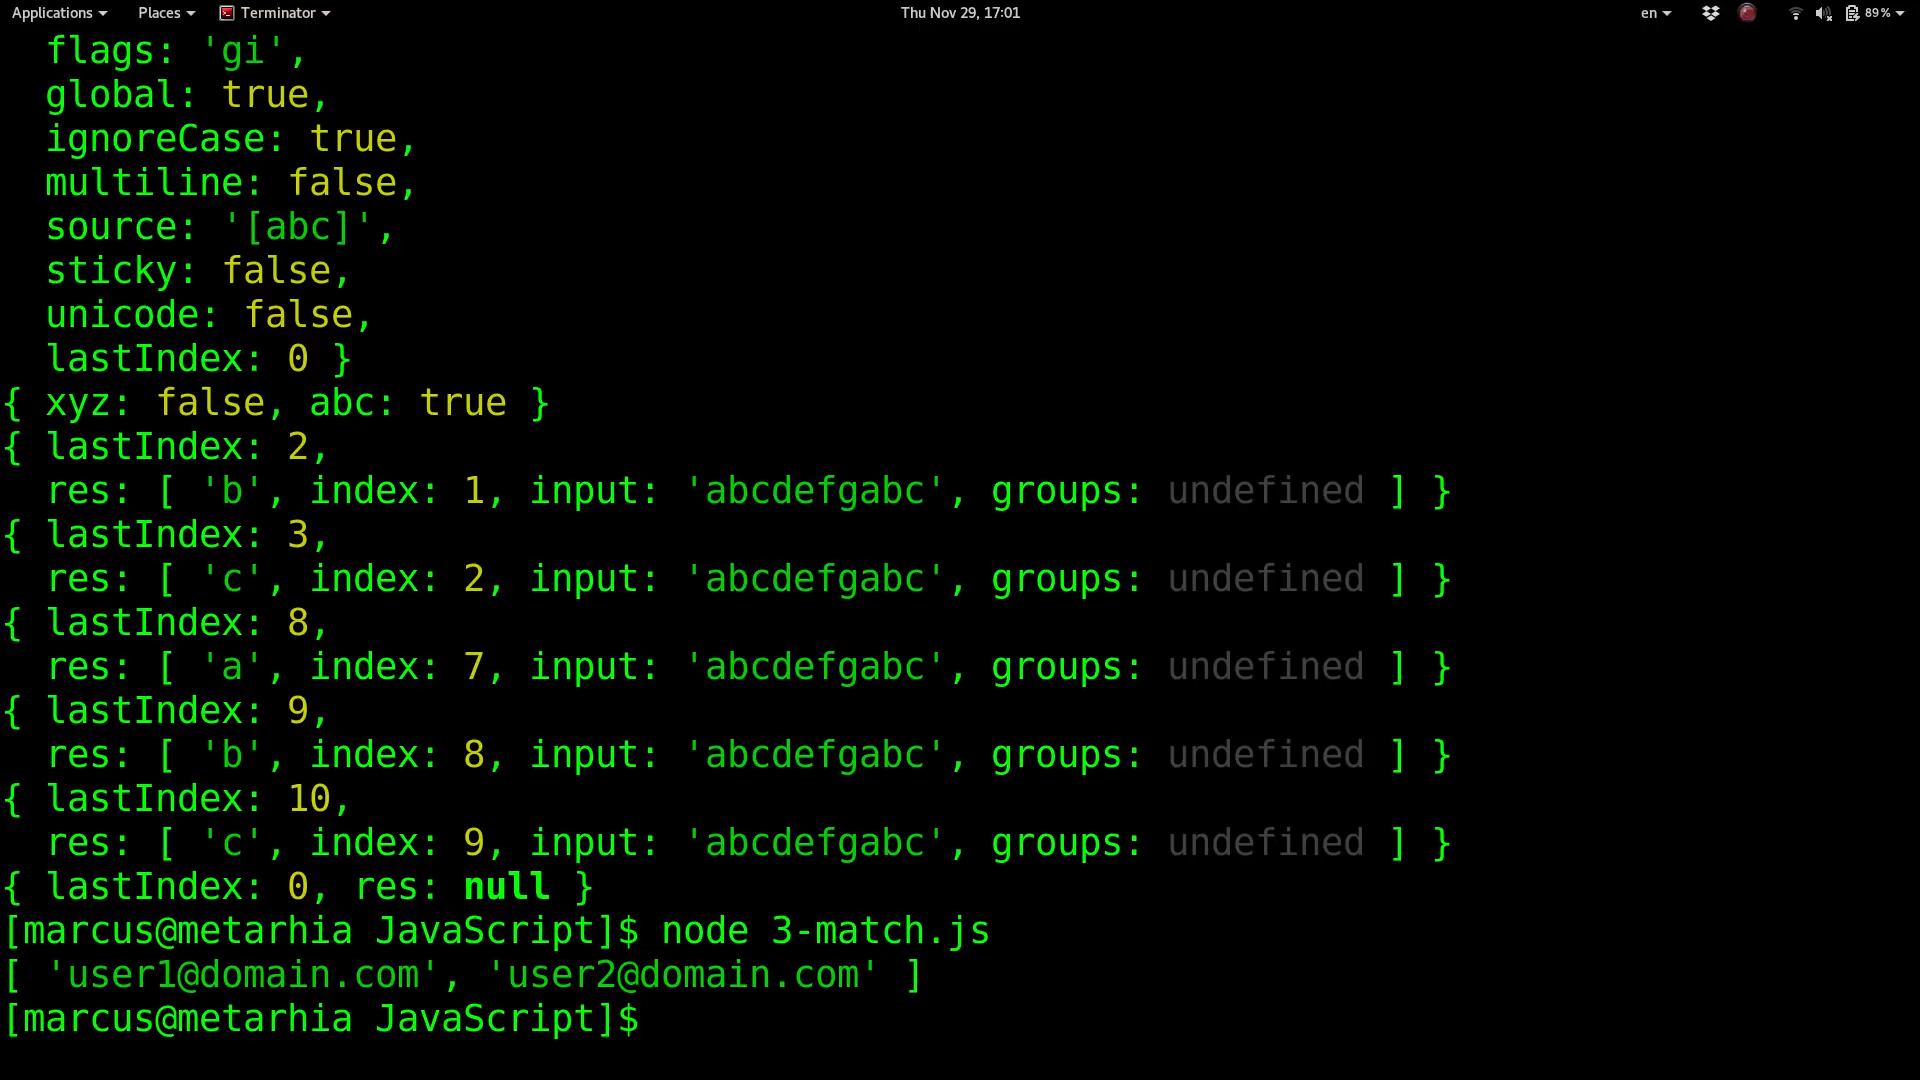 Applications Places Terminator Thu Nov 29, 17:01 en 89%
flags: 'gi',
global: true,
ignoreCase: true,
multiline: false,
source: '[abc]',
sticky: false,
unicode: false,
lastIndex: 0 }
{ xyz: false, abc: true }
{ lastIndex: 2,
res: [ 'b', index: 1, input: 'abcdefgabc', groups: undefined ] }
{ lastIndex: 3,
res: [ 'c', index: 2, input: 'abcdefgabc', groups: undefined ] }
{ lastIndex: 8,
res: [ 'a', index: 7, input: 'abcdefgabc', groups: undefined ] }
{ lastIndex: 9,
res: [ 'b', index: 8, input: 'abcdefgabc', groups: undefined ] }
{ lastIndex: 10,
res: [ 'c', index: 9, input: 'abcdefgabc', groups: undefined ] }
{ lastIndex: 0, res: null }
[marcus@metarhia JavaScript]$ node 3-match.js
[ 'user1@domain.com', 'user2@domain.com' ]
[marcus@metarhia JavaScript]$